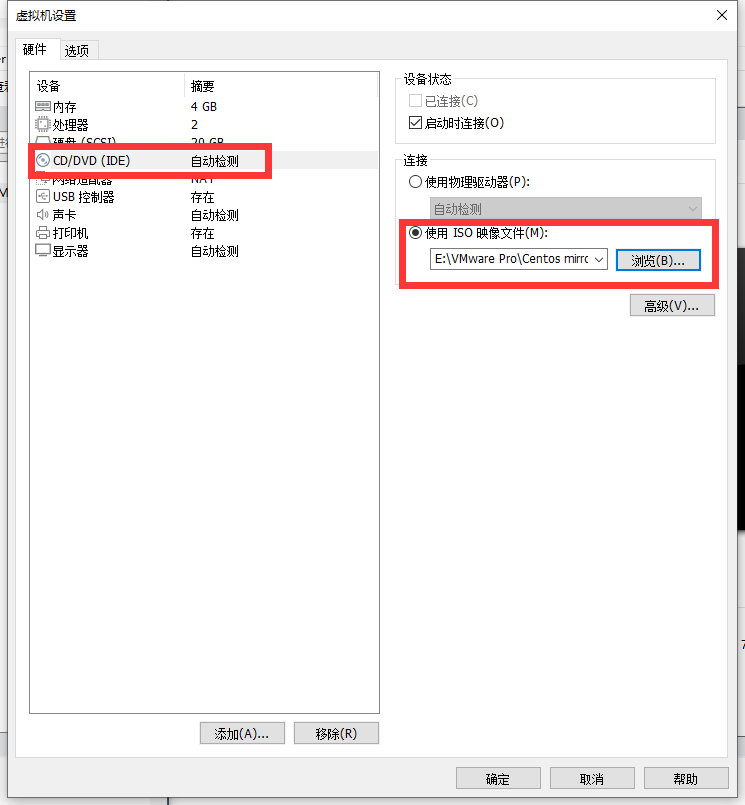 虚拟机设置
硬件 选项
设备 摘要
内存 4 GB
处理器 2
硬盘 (SCSI) 20 GB
CD/DVD (IDE) 自动检测
网络适配器 NAT
USB 控制器 存在
声卡 自动检测
打印机 存在
显示器 自动检测
添加(A)... 移除(R)
设备状态
已连接(C)
启动时连接(O)
连接
使用物理驱动器(P):
自动检测
使用 ISO 映像文件(M):
E:\VMware Pro\Centos mirro 浏览(B)...
高级(V)...
确定 取消 帮助